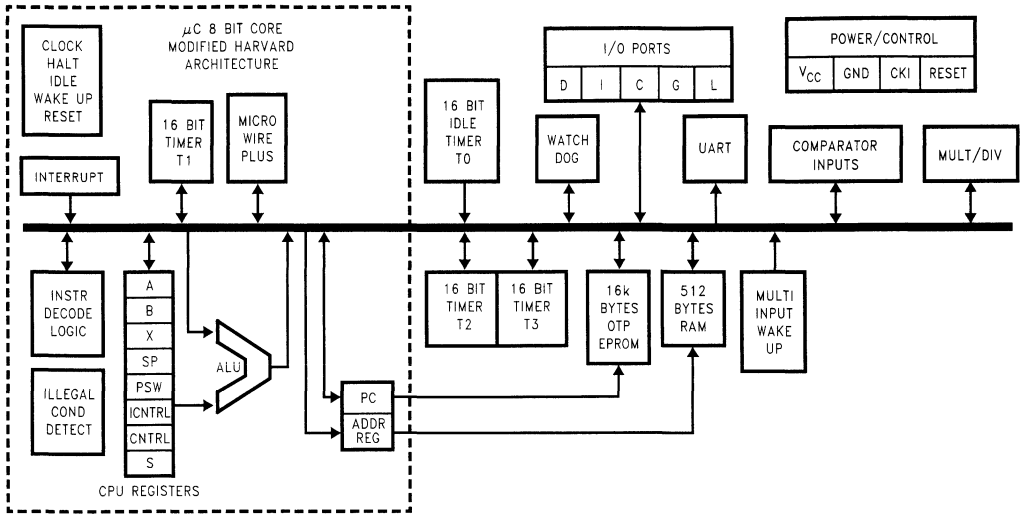 μC 8 BIT CORE
MODIFIED HARVARD
ARCHITECTURE
CLOCK
HALT
IDLE
WAKE UP
RESET
INTERRUPT
16 BIT
TIMER
T1
MICRO
WIRE
PLUS
16 BIT
IDLE
TIMER
T0
WATCH
DOG
I/O PORTS
D I C G L
UART
POWER/CONTROL
VCC GND CKI RESET
COMPARATOR
INPUTS
MULT/DIV
INSTR
DECODE
LOGIC
ILLEGAL
COND
DETECT
A
B
X
SP
PSW
ICNTRL
CNTRL
S
CPU REGISTERS
ALU
PC
ADDR
REG
16 BIT
TIMER
T2
16 BIT
TIMER
T3
16k
BYTES
OTP
EPROM
512
BYTES
RAM
MULTI
INPUT
WAKE
UP